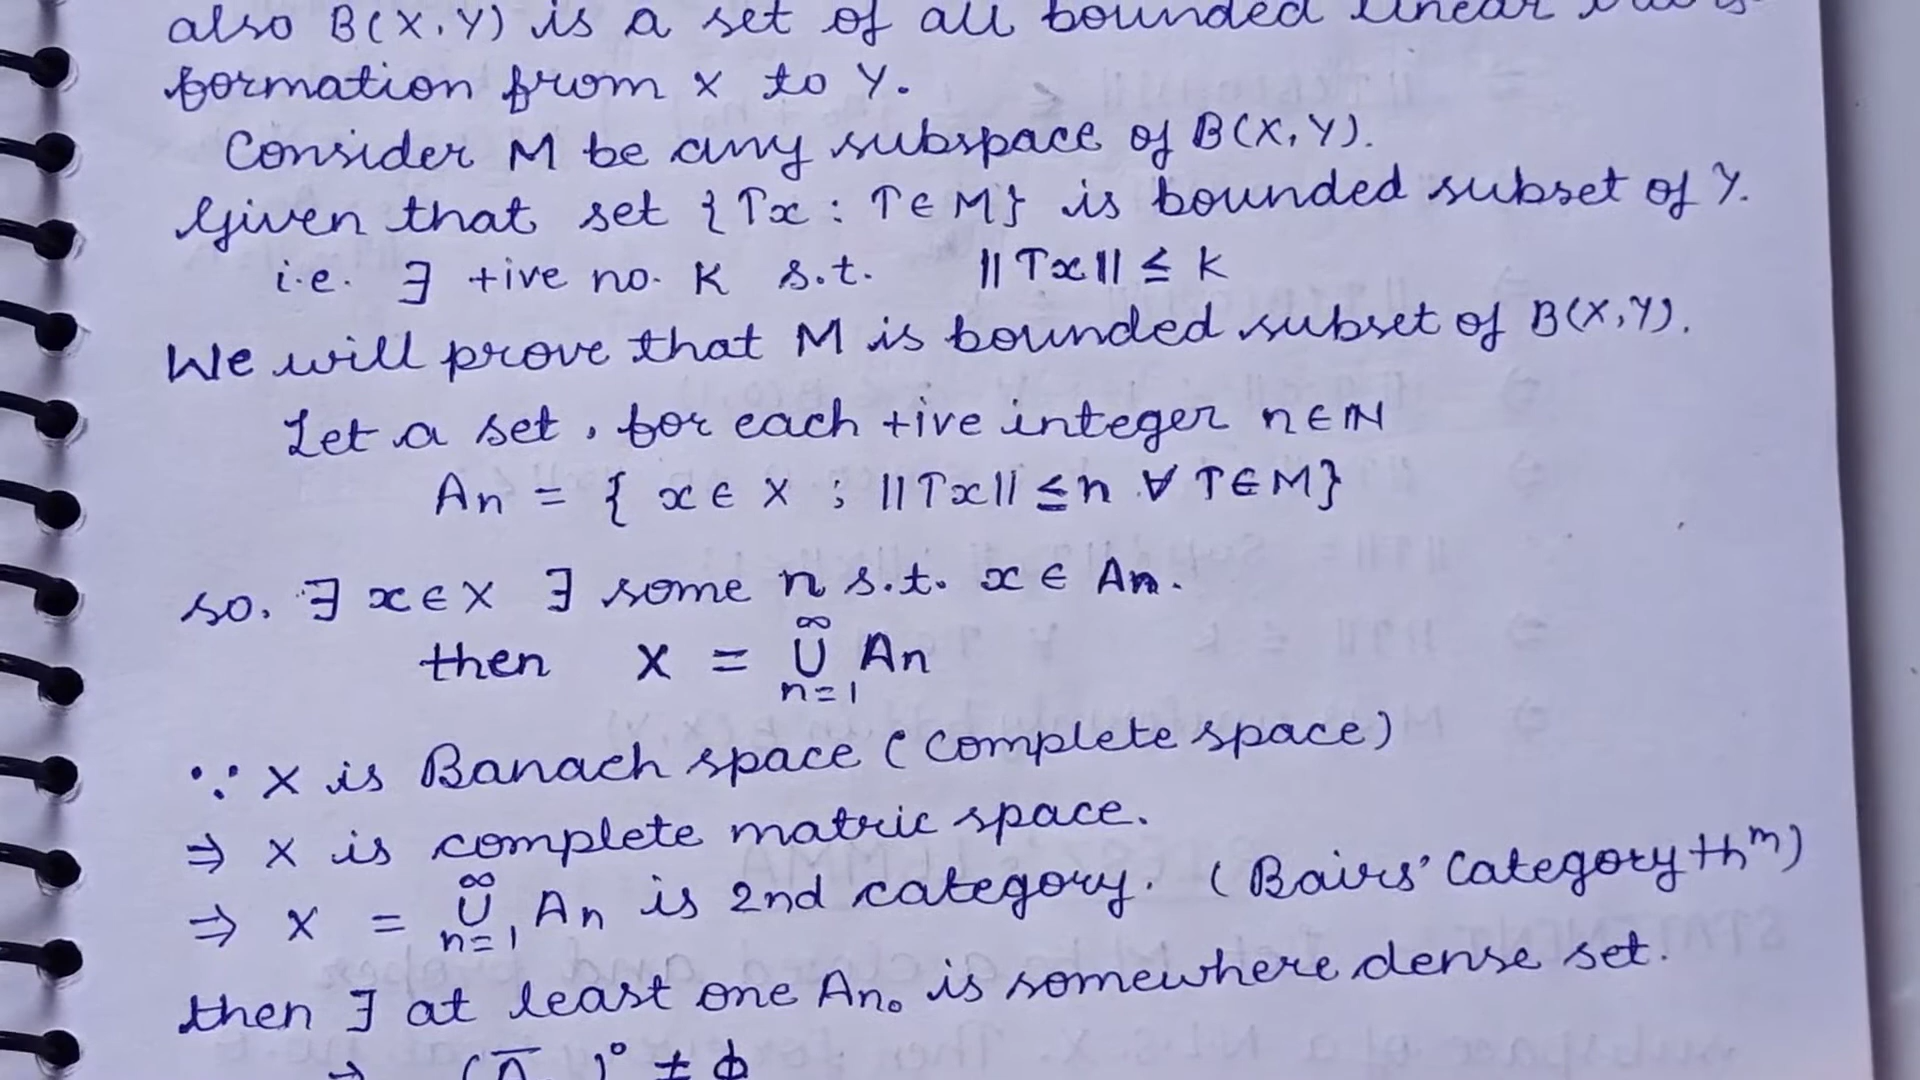 also B(X,Y) is a set of all bounded linear
formation from x to Y.
Consider M be any subspace of B(X,Y).
Given that set {Tx : T∈M} is bounded subset of Y.
i.e. ∃ +ive no. K s.t. ||Tx|| ≤ K
We will prove that M is bounded subset of B(X,Y).
Let a set, for each +ive integer n∈ℕ
An = { x∈X ; ||Tx|| ≤n ∀ T∈M}
so, ∃ x∈X ∃ some n s.t. x∈ An.
then X = ∞∪n=1 An
∵ X is Banach space (Complete space)
⇒ X is complete matric space.
⇒ X = ∞∪n=1 An is 2nd category. (Bairs' Category thm)
then ∃ at least one An₀ is somewhere dense set.
≠ ϕ